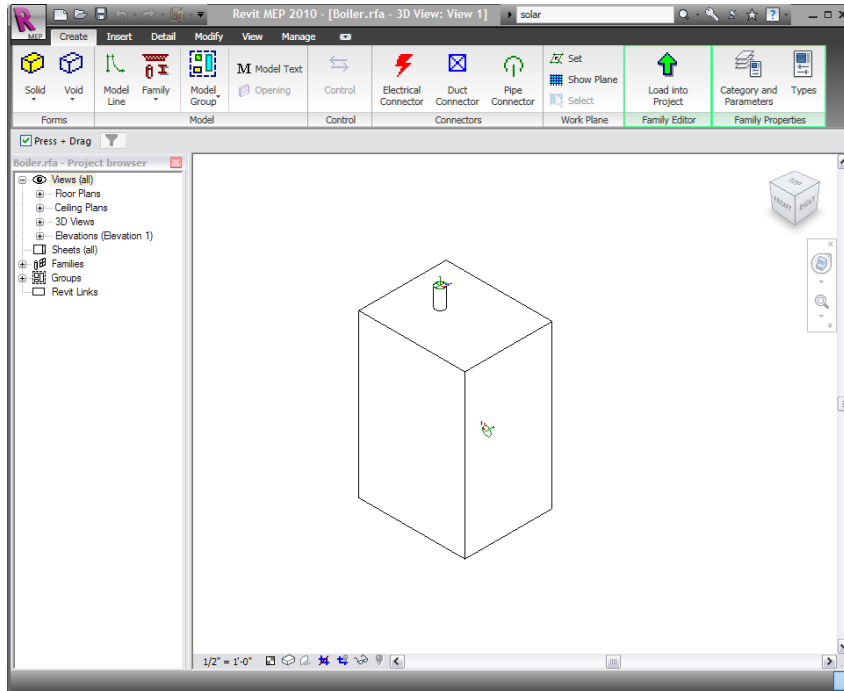 Revit MEP 2010 - [Boiler.rfa - 3D View: View 1]
solar
MEP
Create Insert Detail Modify View Manage
Solid Void Model Line Family Model Group Model Text Opening Control Electrical Connector Duct Connector Pipe Connector Set Show Plane Select Load into Project Category and Parameters Types
Forms Model Control Connectors Work Plane Family Editor Family Properties
Press + Drag
Boiler.rfa - Project browser
Views (all)
Floor Plans
Ceiling Plans
3D Views
Elevations (Elevation 1)
Sheets (all)
Families
Groups
Revit Links
FRONT RIGHT
1/2" = 1'-0"